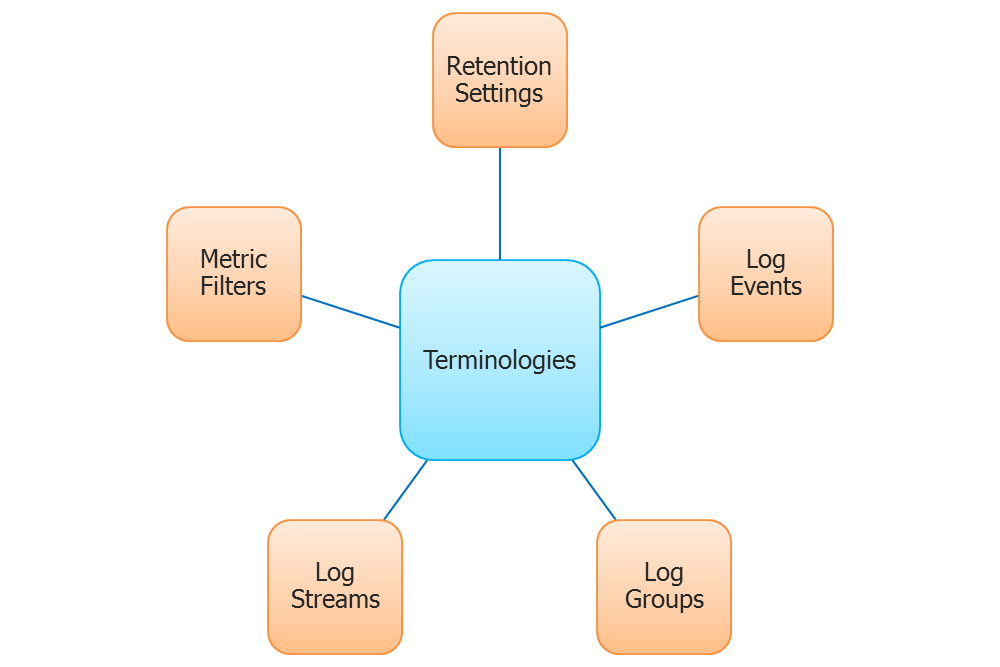 Retention
Settings
Metric
Filters
Log
Events
Terminologies
Log
Streams
Log
Groups